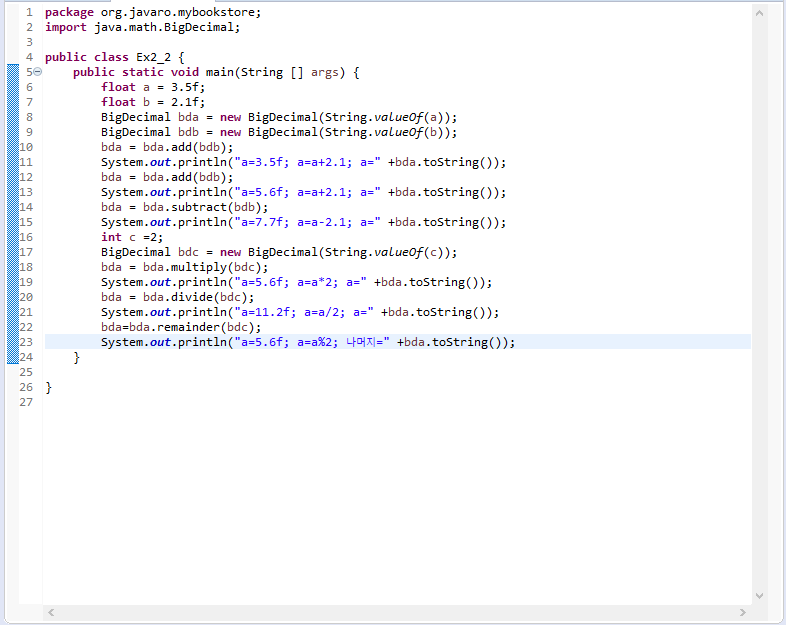 1 package org.javaro.mybookstore;
2 import java.math.BigDecimal;
3
4 public class Ex2_2 {
5 public static void main(String [] args) {
6 float a = 3.5f;
7 float b = 2.1f;
8 BigDecimal bda = new BigDecimal(String.valueOf(a));
9 BigDecimal bdb = new BigDecimal(String.valueOf(b));
10 bda = bda.add(bdb);
11 System.out.println("a=3.5f; a=a+2.1; a=" +bda.toString());
12 bda = bda.add(bdb);
13 System.out.println("a=5.6f; a=a+2.1; a=" +bda.toString());
14 bda = bda.subtract(bdb);
15 System.out.println("a=7.7f; a=a-2.1; a=" +bda.toString());
16 int c =2;
17 BigDecimal bdc = new BigDecimal(String.valueOf(c));
18 bda = bda.multiply(bdc);
19 System.out.println("a=5.6f; a=a*2; a=" +bda.toString());
20 bda = bda.divide(bdc);
21 System.out.println("a=11.2f; a=a/2; a=" +bda.toString());
22 bda=bda.remainder(bdc);
23 System.out.println("a=5.6f; a=a%2; 나머지=" +bda.toString());
24 }
25
26 }
27